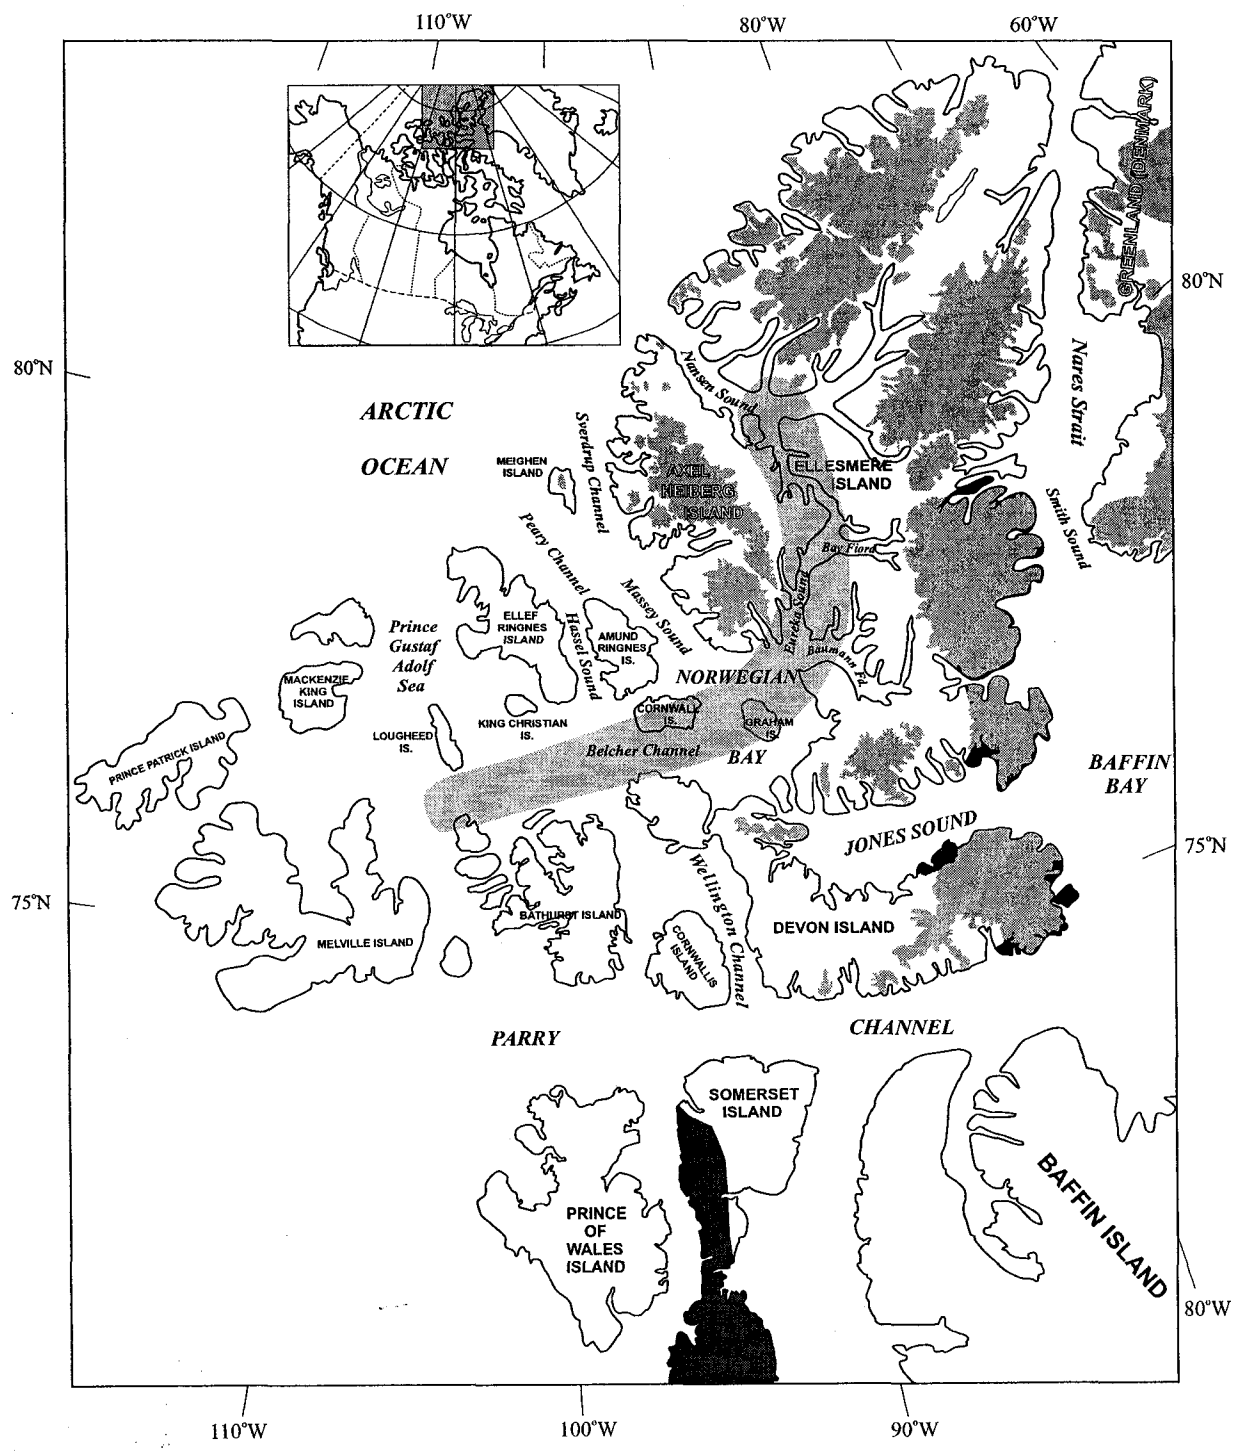 110°W
80°W
60°W
GREENLAND (DENMARK)
80°N
80°N
Nares Strait
Nansen Sound
ARCTIC
OCEAN
Sverdrup Channel
MEIGHEN
ISLAND
AXEL
HEIBERG
ISLAND
ELLESMERE
ISLAND
Smith Sound
Peary Channel
Bay Fiord
Massey Sound
Eureka Sound
Prince
Gustaf
Adolf
Sea
ELLEF
RINGNES
ISLAND
Hassel Sound
AMUND
RINGNES
IS.
Baumann Fd.
NORWEGIAN
MACKENZIE
KING
ISLAND
CORNWALL
IS.
GRAHAM
IS.
KING CHRISTIAN
IS.
LOUGHEED
IS.
PRINCE PATRICK ISLAND
Belcher Channel
BAY
BAFFIN
BAY
JONES SOUND
75°N
75°N
Wellington Channel
BATHURST ISLAND
MELVILLE ISLAND
CORNWALLIS
ISLAND
DEVON ISLAND
PARRY
CHANNEL
SOMERSET
ISLAND
BAFFIN ISLAND
PRINCE
OF
WALES
ISLAND
80°W
110°W
100°W
90°W